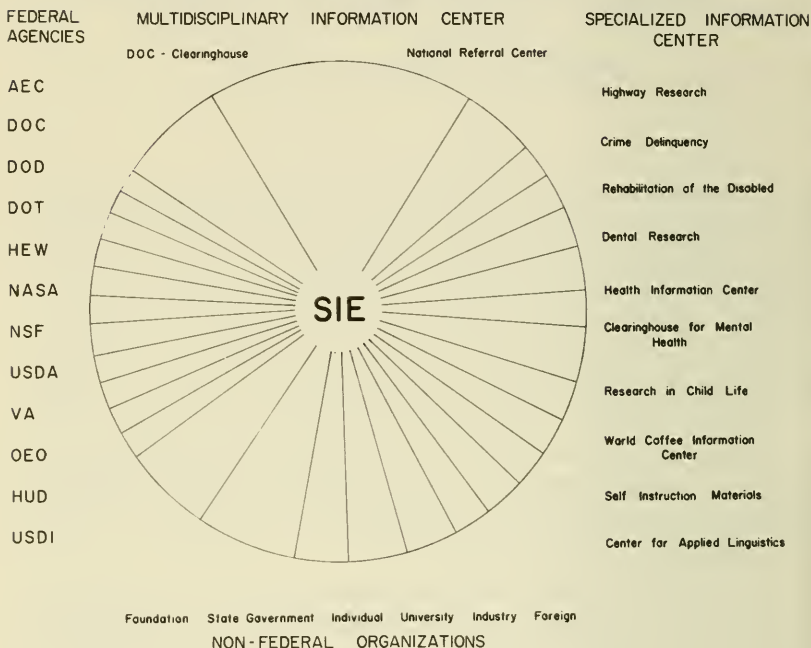 FEDERAL
AGENCIES
MULTIDISCIPLINARY INFORMATION CENTER
SPECIALIZED INFORMATION
CENTER
DOC - Clearinghouse
National Referral Center
AEC
DOC
DOD
DOT
HEW
NASA
NSF
USDA
VA
OEO
HUD
USDI
SIE
Highway Research
Crime Delinquency
Rehabilitation of the Disabled
Dental Research
Health Information Center
Clearinghouse for Mental
Health
Research in Child Life
World Coffee Information
Center
Self Instruction Materials
Center for Applied Linguistics
Foundation State Government Individual University Industry Foreign
NON-FEDERAL ORGANIZATIONS